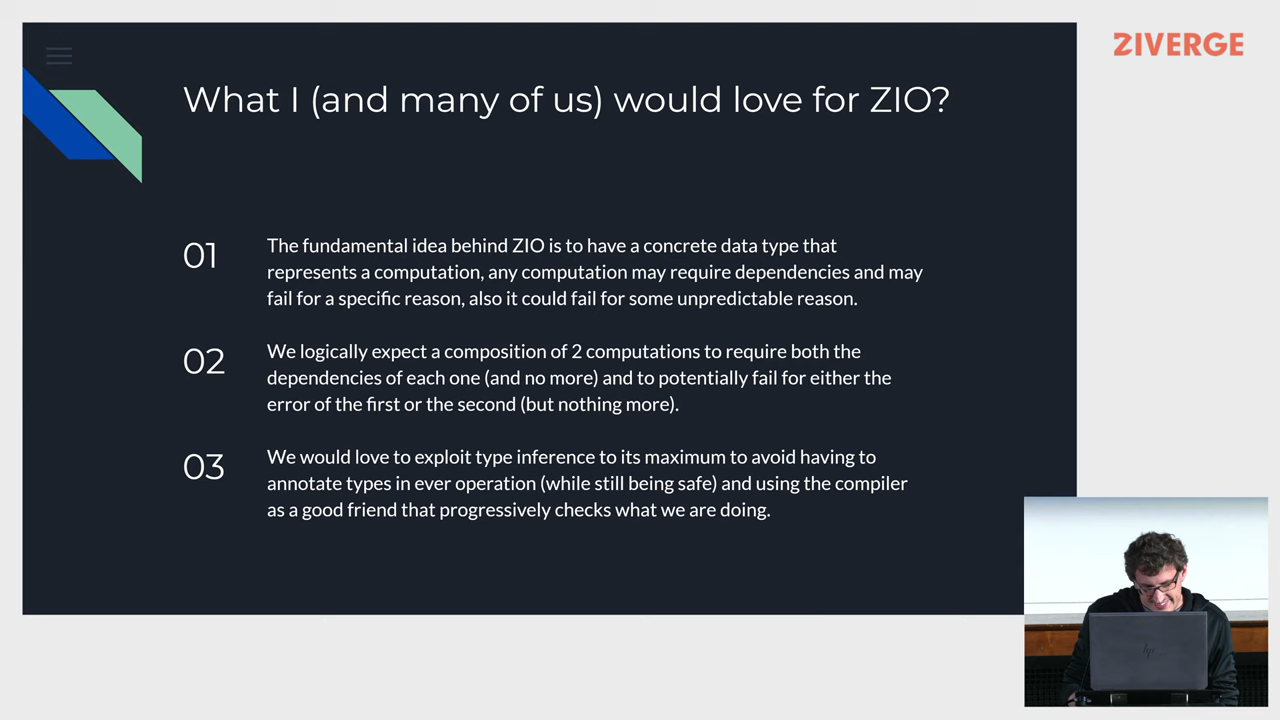 ZIVERGE
What I (and many of us) would love for ZIO?
01
The fundamental idea behind ZIO is to have a concrete data type that
represents a computation, any computation may require dependencies and may
fail for a specific reason, also it could fail for some unpredictable reason.
02
We logically expect a composition of 2 computations to require both the
dependencies of each one (and no more) and to potentially fail for either the
error of the first or the second (but nothing more).
03
We would love to exploit type inference to its maximum to avoid having to
annotate types in ever operation (while still being safe) and using the compiler
as a good friend that progressively checks what we are doing.
hp